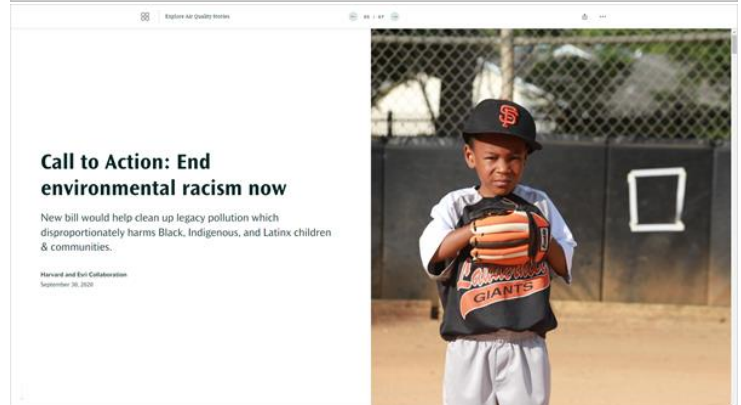 Explore Air Quality Stories
Call to Action: End
environmental racism now
New bill would help clean up legacy pollution which
disproportionately harms Black, Indigenous, and Latinx children
& communities.
Harvard and Esri Collaboration
September 30, 2020
SF
GIANTS